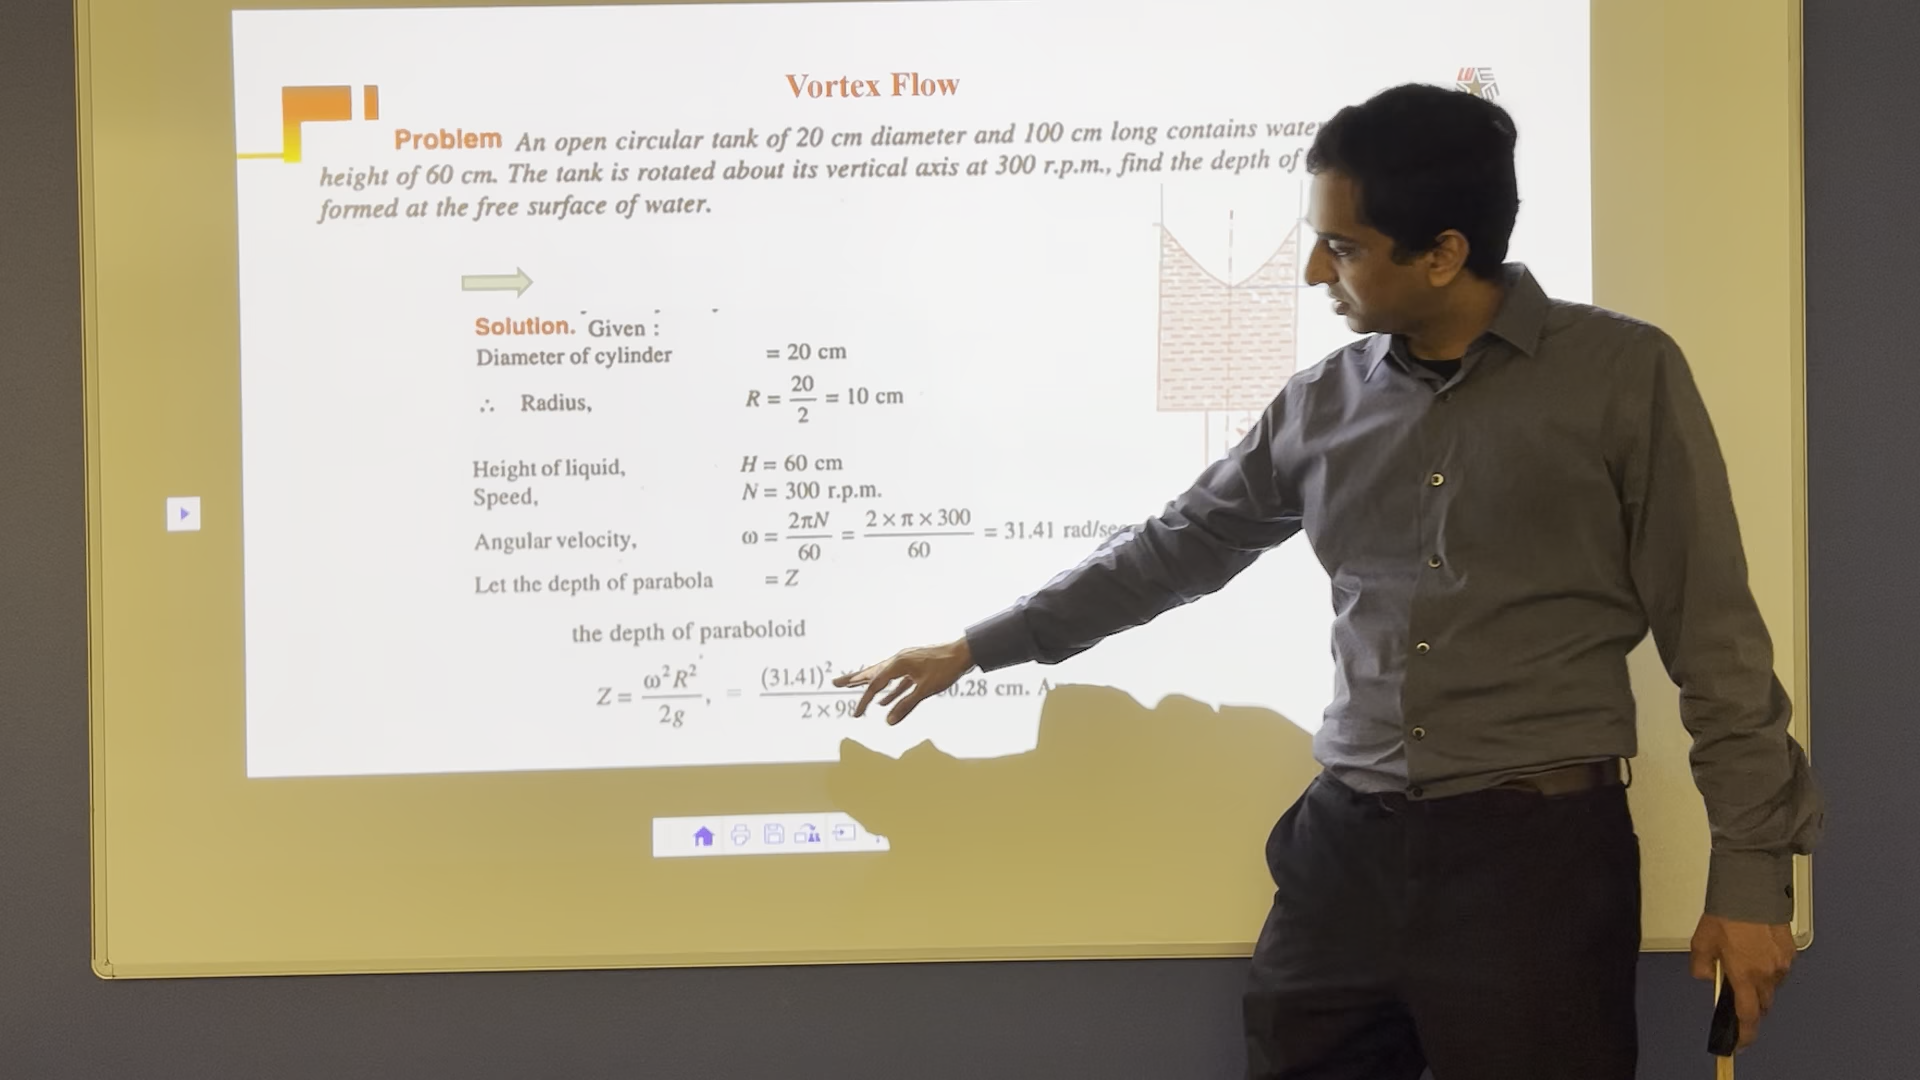 Vortex Flow
Problem An open circular tank of 20 cm diameter and 100 cm long contains water
height of 60 cm. The tank is rotated about its vertical axis at 300 r.p.m., find the depth of
formed at the free surface of water.
Solution. Given :
Diameter of cylinder = 20 cm
∴ Radius, R = 20/2 = 10 cm
Height of liquid, H = 60 cm
Speed, N = 300 r.p.m.
Angular velocity, ω = 2πN/60 = 2 × π × 300/60 = 31.41 rad/sec
Let the depth of parabola = Z
the depth of paraboloid
Z = ω²R²/2g, = (31.41)² / 2 × 98 0.28 cm.